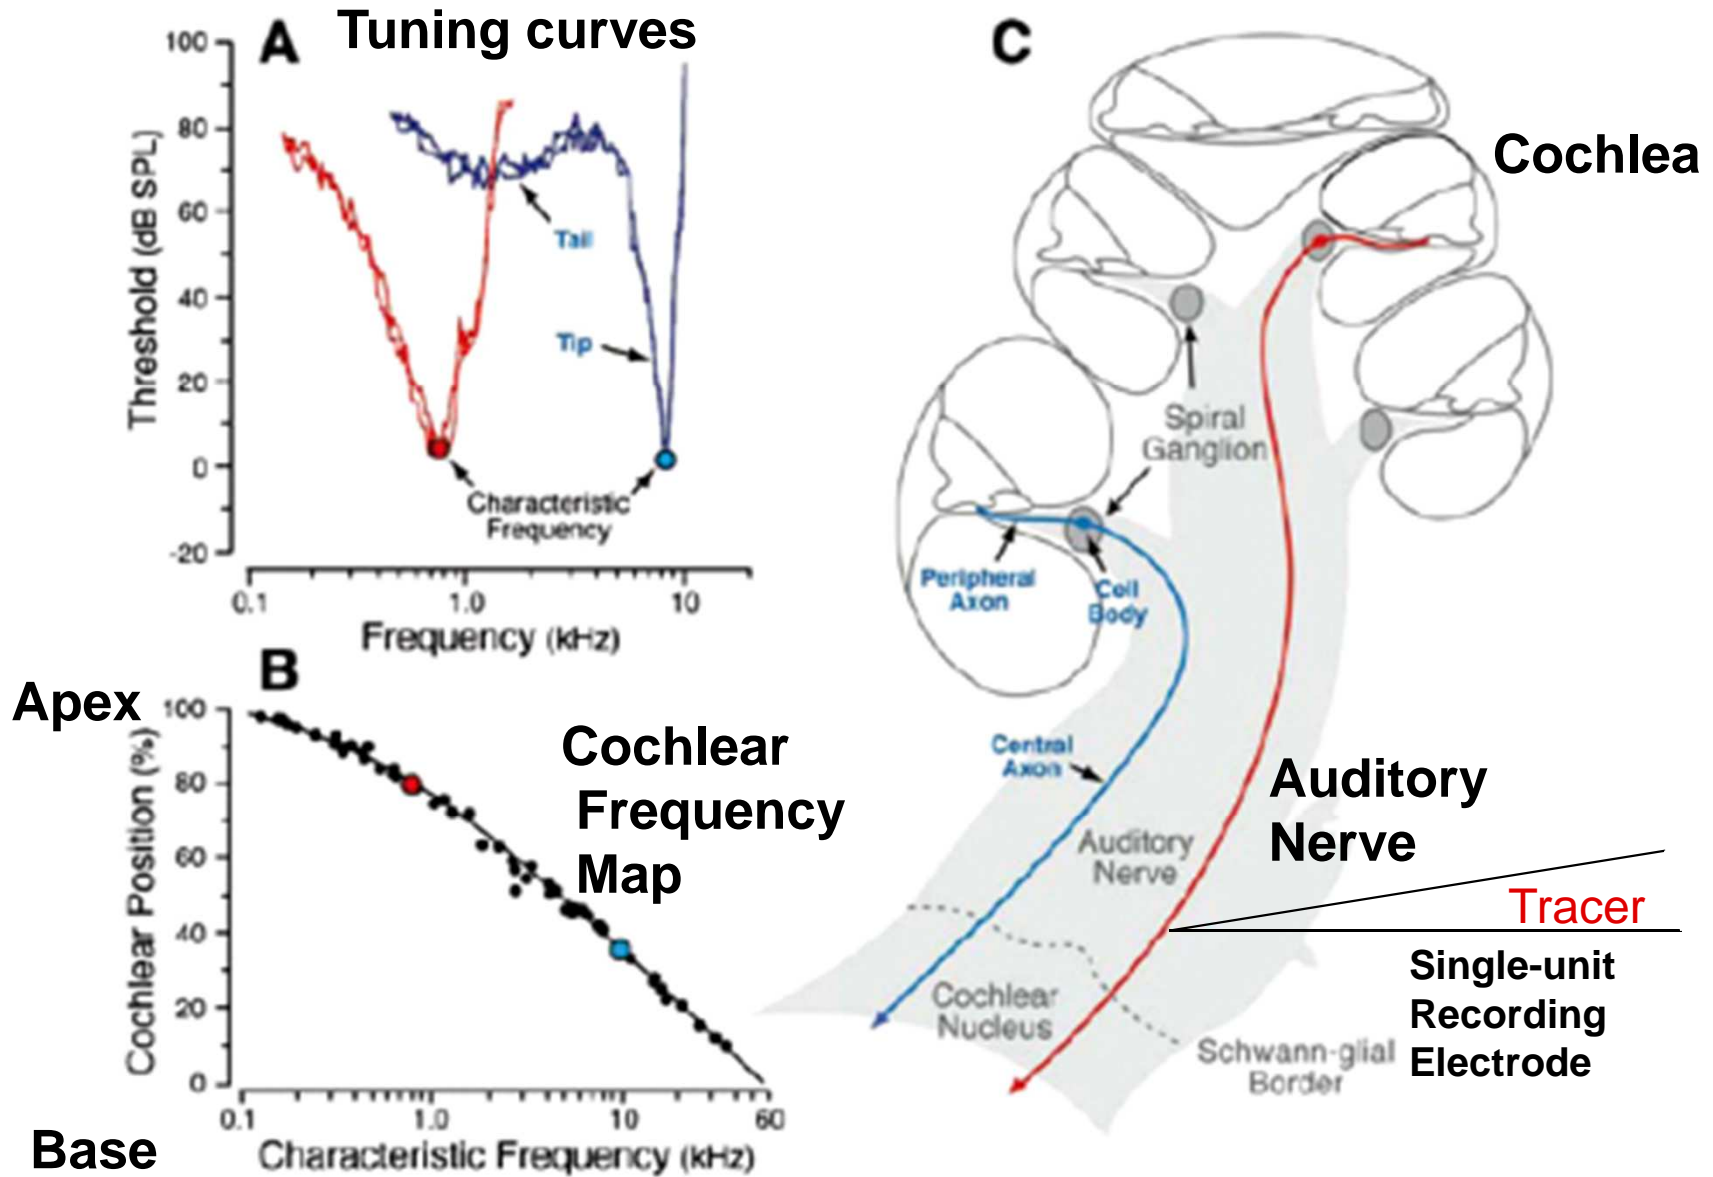 A
Tuning curves
Threshold (dB SPL)
100
80
60
40
20
0
-20
Tail
Tip
Characteristic
Frequency
0.1
1.0
10
Frequency (kHz)
B
Apex
Base
Cochlear
Frequency
Map
Cochlear Position (%)
100
80
60
40
20
0
0.1
1.0
10
60
Characteristic Frequency (kHz)
C
Cochlea
Spiral
Ganglion
Peripheral
Axon
Cell
Body
Central
Axon
Auditory
Nerve
Auditory
Nerve
Tracer
Single-unit
Recording
Electrode
Cochlear
Nucleus
Schwann-glial
Border